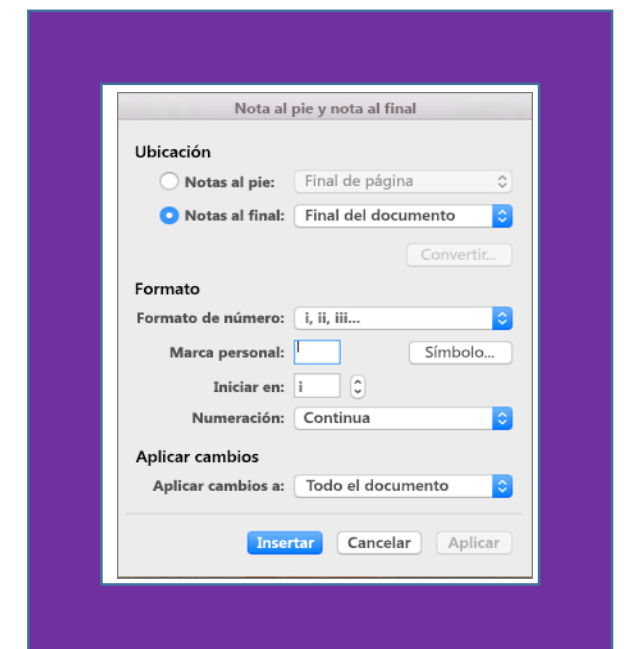 Nota al pie y nota al final
Ubicación
Notas al pie: Final de página
Notas al final: Final del documento
Convertir...
Formato
Formato de número: i, ii, iii...
Marca personal: Símbolo...
Iniciar en: i
Numeración: Continua
Aplicar cambios
Aplicar cambios a: Todo el documento
Insertar Cancelar Aplicar